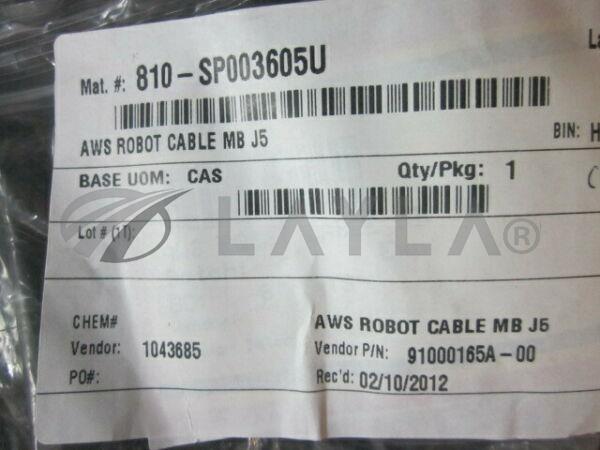 Mat. #: 810-SP003605U
AWS ROBOT CABLE MB J5
BIN: H
BASE UOM: CAS
Qty/Pkg: 1
Lot # (1T):
LAYLA®
CHEM#
Vendor: 1043685
PO#:
AWS ROBOT CABLE MB J5
Vendor P/N: 91000165A-00
Rec'd: 02/10/2012